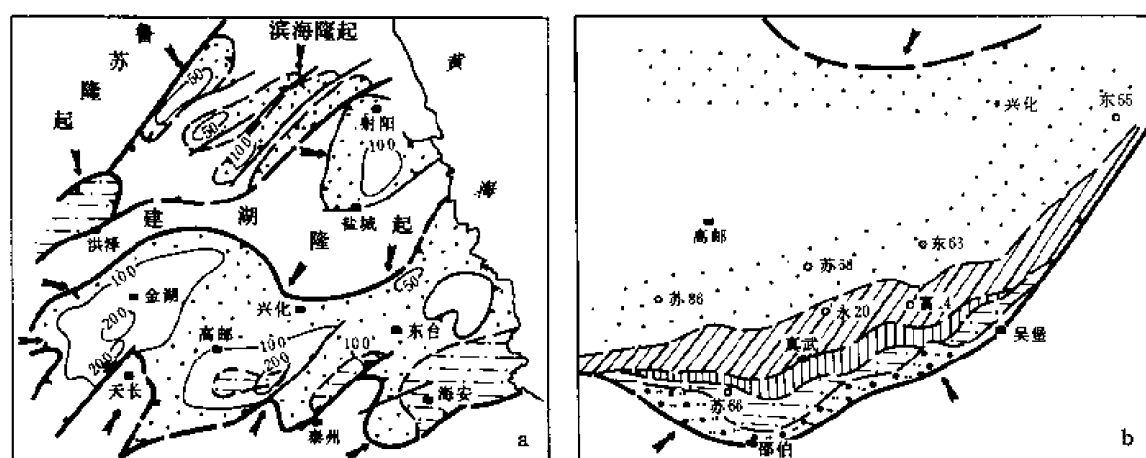 鲁
苏
隆
起
滨海隆起
黄
海
50
50
100
射阳
100
盐城
建湖隆起
洪泽
100
金湖
200
200
天长
兴化
高邮
100
200
100
50
东台
海安
泰州
a
兴化
东55
高邮
东63
苏58
苏86
永20
富14
真武
吴堡
苏66
邵伯
b